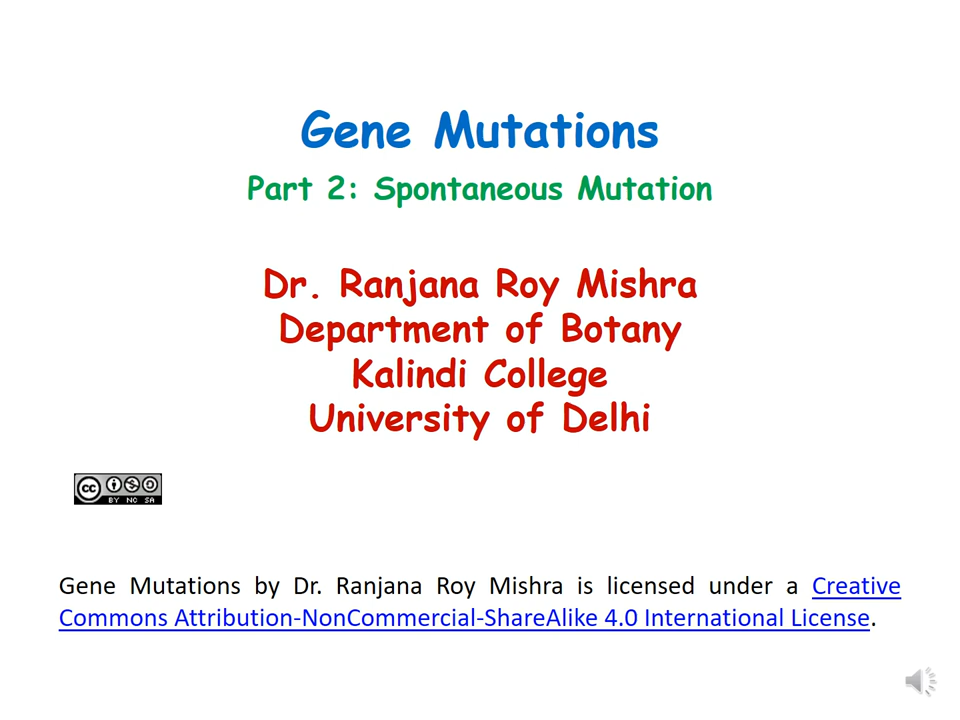 Gene Mutations
Part 2: Spontaneous Mutation
Dr. Ranjana Roy Mishra
Department of Botany
Kalindi College
University of Delhi
cc
BY NC SA
Gene Mutations by Dr. Ranjana Roy Mishra is licensed under a Creative
Commons Attribution-NonCommercial-ShareAlike 4.0 International License.